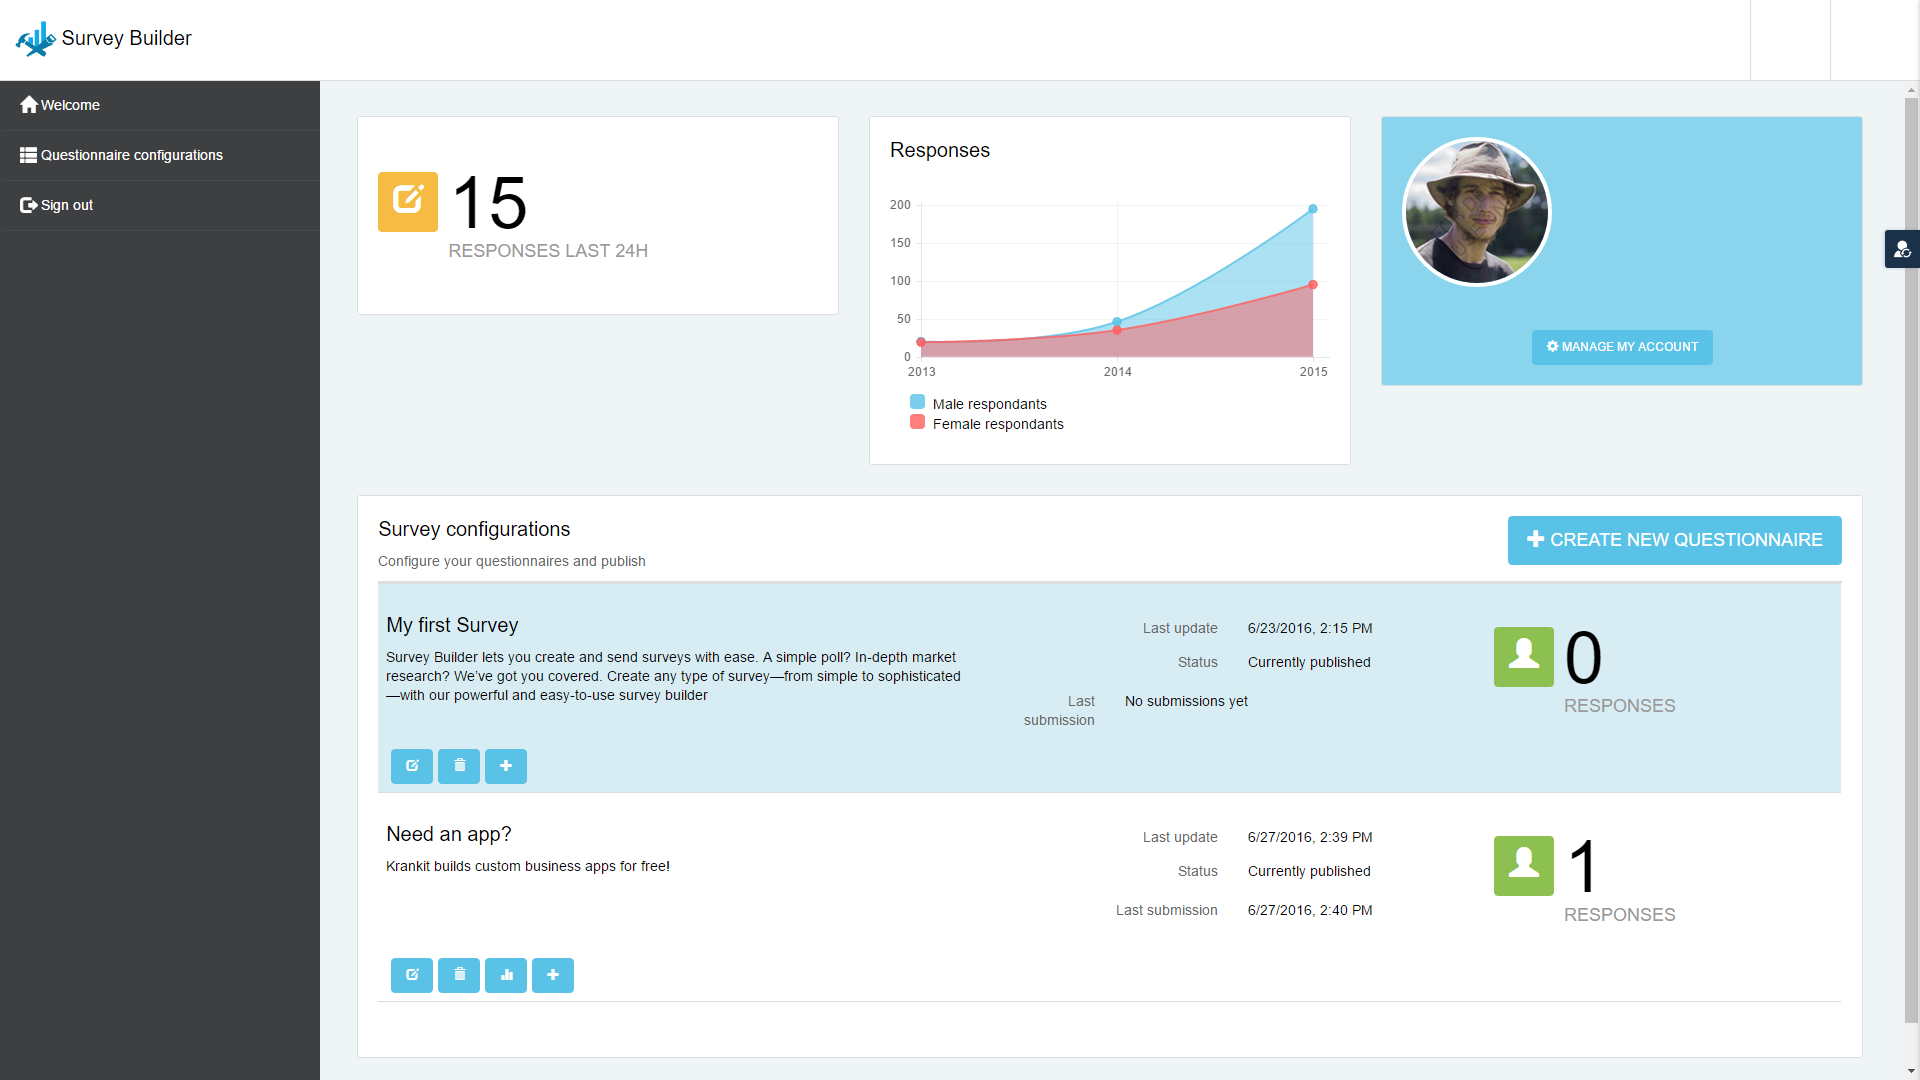 Survey Builder
Welcome
Questionnaire configurations
Sign out
15
RESPONSES LAST 24H
Responses
200
150
100
50
0
2013 2014 2015
Male respondants
Female respondants
MANAGE MY ACCOUNT
Survey configurations
Configure your questionnaires and publish
CREATE NEW QUESTIONNAIRE
My first Survey
Survey Builder lets you create and send surveys with ease. A simple poll? In-depth market
research? We've got you covered. Create any type of survey—from simple to sophisticated
—with our powerful and easy-to-use survey builder
Last update 6/23/2016, 2:15 PM
Status Currently published
Last submission No submissions yet
0
RESPONSES
Need an app?
Krankit builds custom business apps for free!
Last update 6/27/2016, 2:39 PM
Status Currently published
Last submission 6/27/2016, 2:40 PM
1
RESPONSES